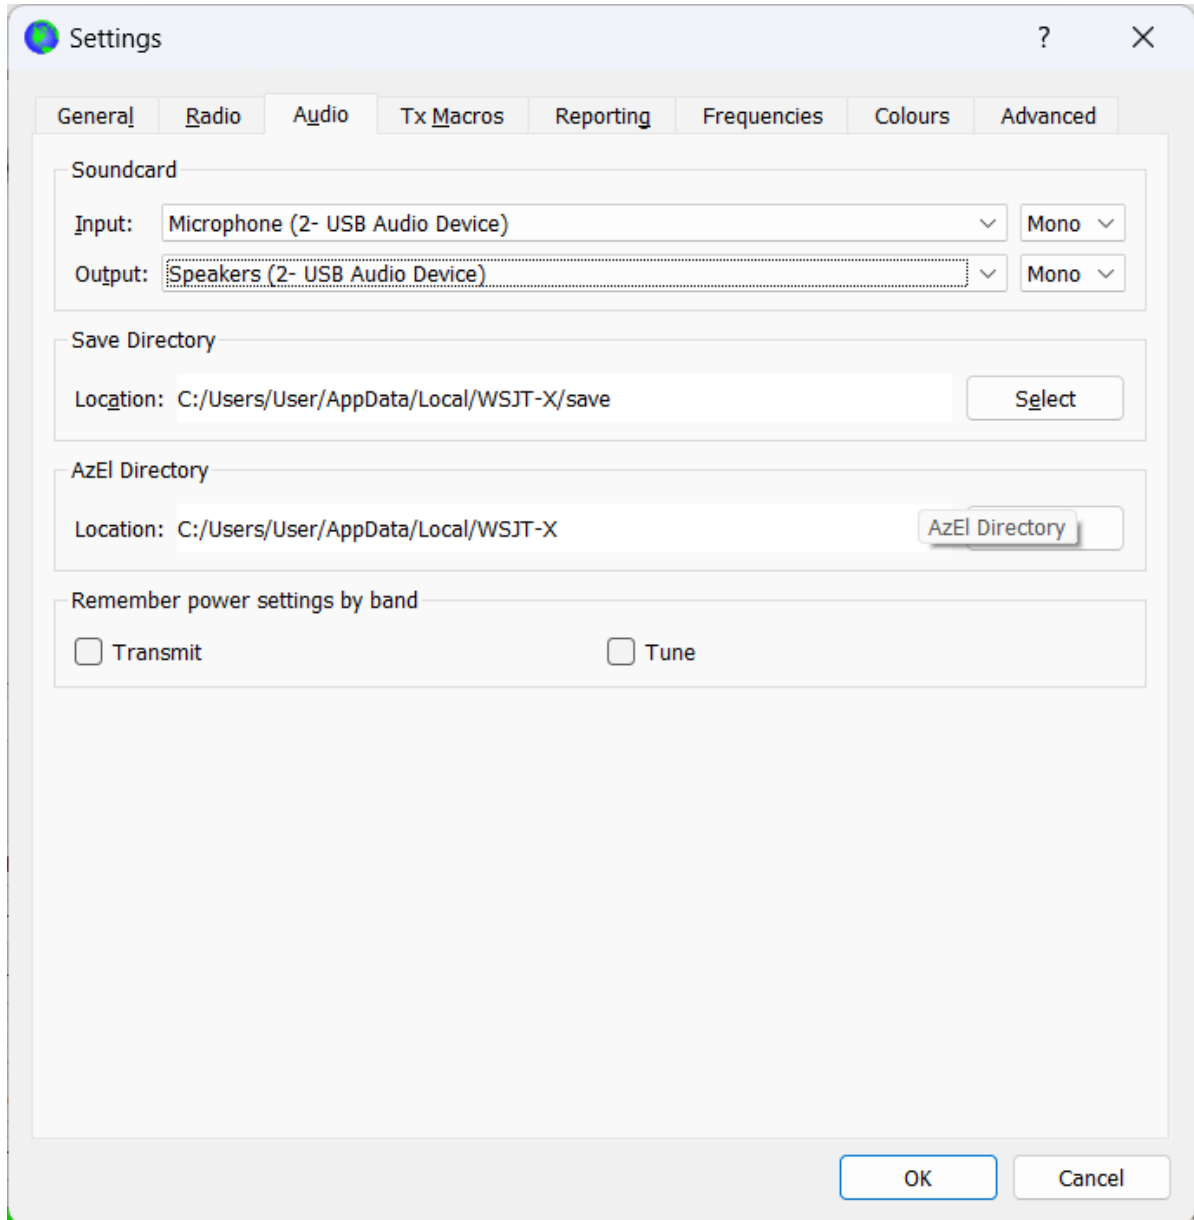 Settings ?
General Radio Audio Tx Macros Reporting Frequencies Colours Advanced
Soundcard
Input: Microphone (2- USB Audio Device) Mono
Output: Speakers (2- USB Audio Device) Mono
Save Directory
Location: C:/Users/User/AppData/Local/WSJT-X/save Select
AzEl Directory
Location: C:/Users/User/AppData/Local/WSJT-X AzEl Directory
Remember power settings by band
Transmit Tune
OK Cancel